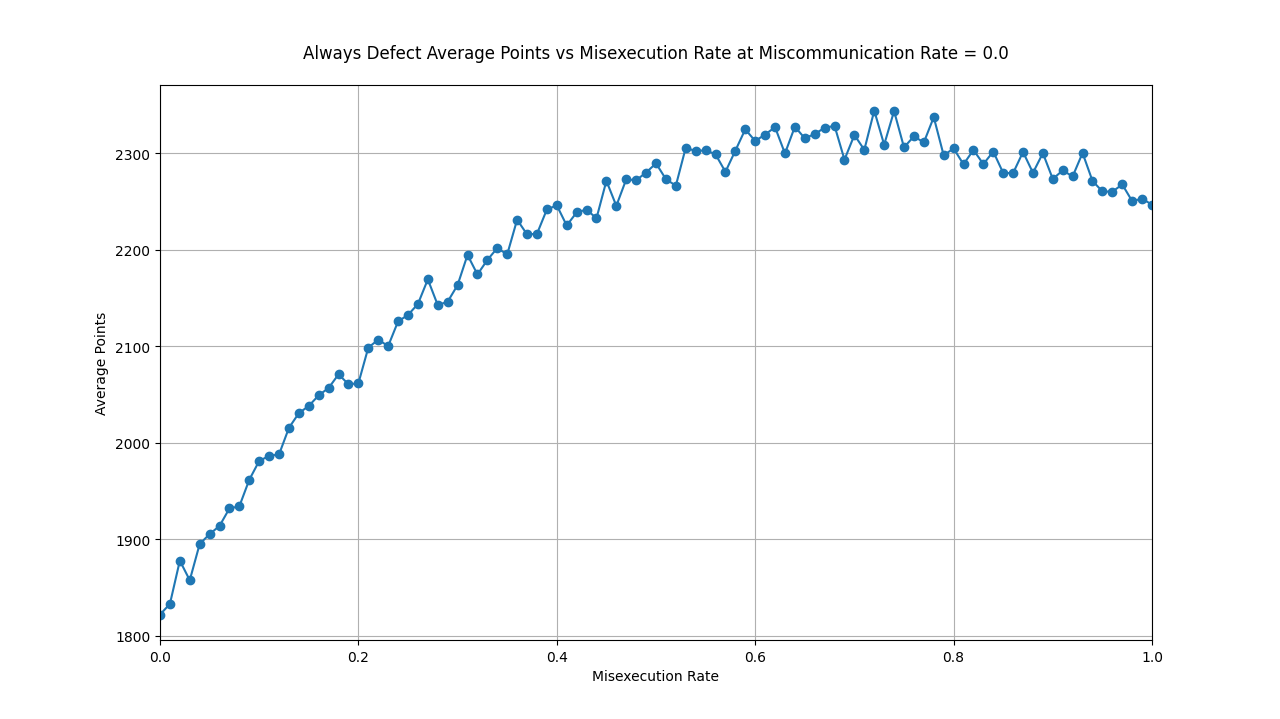 Always Defect Average Points vs Misexecution Rate at Miscommunication Rate = 0.0
Average Points
2300
2200
2100
2000
1900
1800
0.0 0.2 0.4 0.6 0.8 1.0
Misexecution Rate